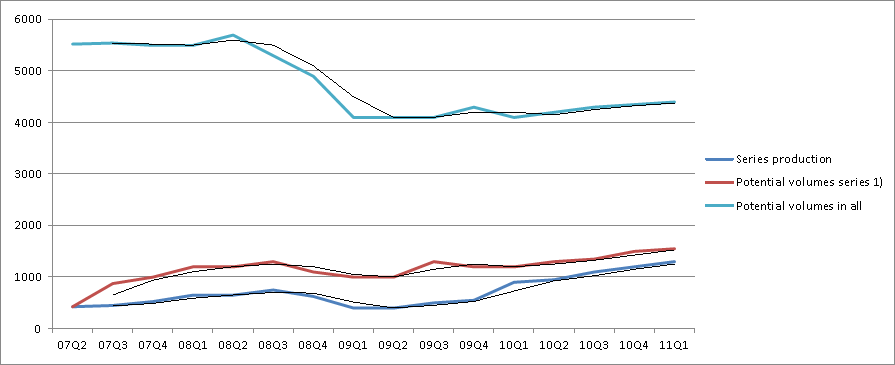 6000
5000
4000
3000
2000
1000
0
07Q2 07Q3 07Q4 08Q1 08Q2 08Q3 08Q4 09Q1 09Q2 09Q3 09Q4 10Q1 10Q2 10Q3 10Q4 11Q1
Series production
Potential volumes series 1)
Potential volumes in all